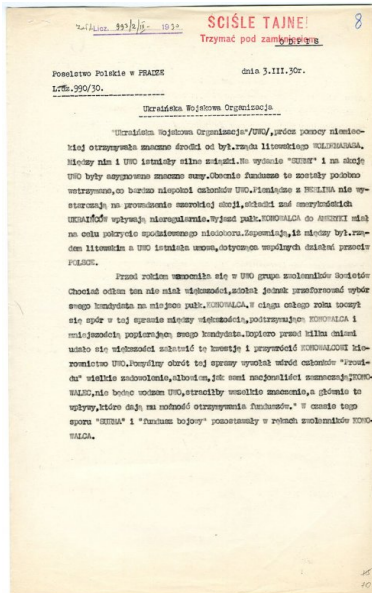 Licz. 993/2/II- 1930
ŚCIŚLE TAJNE!
8
Trzymać pod zamknięciem
ODPIS
Poselstwo Polskie w PRADZE
dnia 3.III.30r.
L:dz.990/30.
Ukraińska Wojskowa Organizacja
"Ukraińska Wojskowa Organizacja"/UWO/,prócz pomocy niemiec-
kiej otrzymywała znaczne środki od był.rządu litewskiego WOLDEMARASA.
Między nim i UWO istniały silne związki.Na wydanie "SURMY" i na akcję
UWO były asygnowane znaczne sumy.Obecnie fundusze te zostały podobno
wstrzymane,co bardzo niepokoi członków UWO.Pieniądze z BERLINA nie wy-
starczają na prowadzenie szerokiej akcji,składki zaś amerykańskich
UKRAIŃCÓW wpływają nieregularnie.Wyjazd pułk.KONOWALCA do AMERYKI miał
na celu pokrycie spodziewanego niedoboru.Zapewniają,iż między był.rzą-
dem litewskim a UWO istniała umowa,dotycząca wspólnych działań przeciw
POLSCE.
Przed rokiem wzmocniła się w UWO grupa zwolenników Sowietów
Chociaż odłam ten nie miał większości,zdołał jednak przeforsować wybór
swego kandydata na miejsce pułk.KONOWALCA.W ciągu całego roku toczył
się spór w tej sprawie między większością,podtrzymującą KONOWALCA i
mniejszością popierającą swego kandydata.Dopiero przed kilku dniami
udało się większości załatwić tę kwestję i przywrócić KONOWALCOWI kie-
rownictwo UWO.Pomyślny obrót tej sprawy wywołał wśród członków "Prowi-
du" wielkie zadowolenie,albowiem,jak sami nacjonaliści zaznaczają:"KONO-
WALEC,nie będąc wodzem UWO,straciłby wszelkie znaczenie,a głównie te
wpływy,które dają mu możność otrzymywania funduszów." W czasie tego
sporu "SURMA" i "fundusz bojowy" pozostawały w rękach zwolenników KONO-
WALCA.